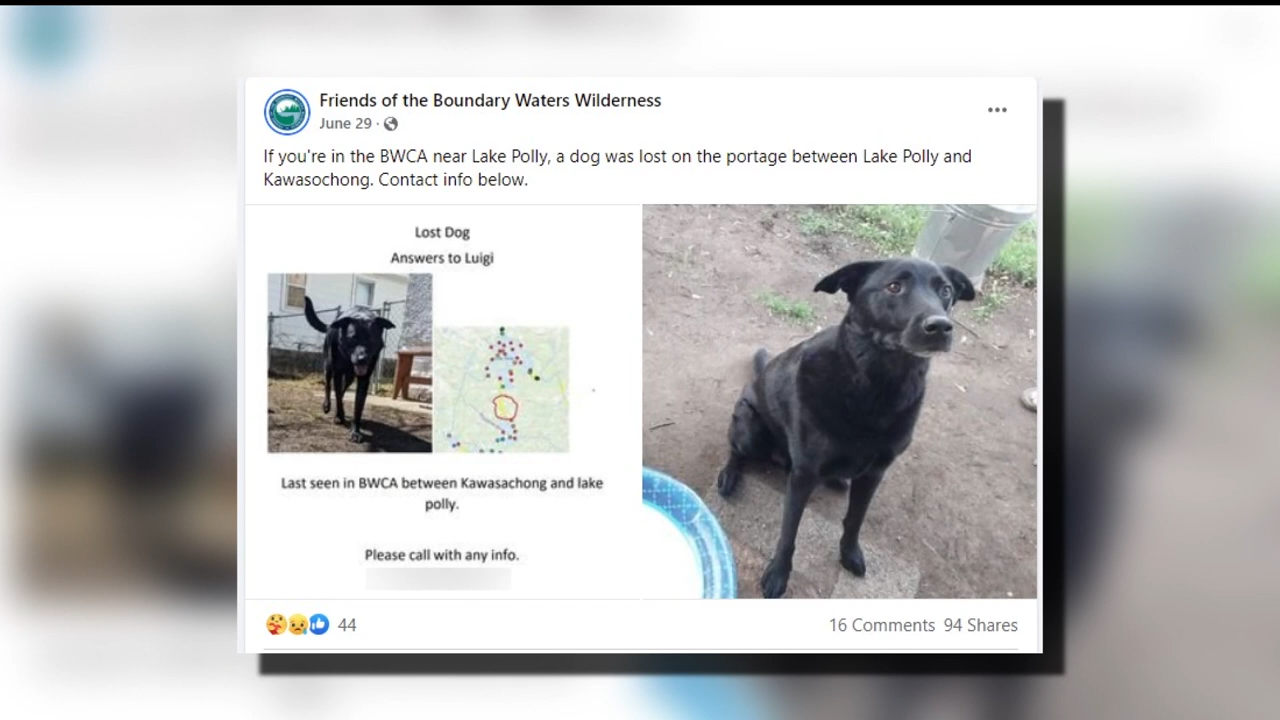 Friends of the Boundary Waters Wilderness
June 29 ·
If you're in the BWCA near Lake Polly, a dog was lost on the portage between Lake Polly and
Kawasochong. Contact info below.
Lost Dog
Answers to Luigi
Last seen in BWCA between Kawasachong and lake
polly.
Please call with any info.
44
16 Comments 94 Shares